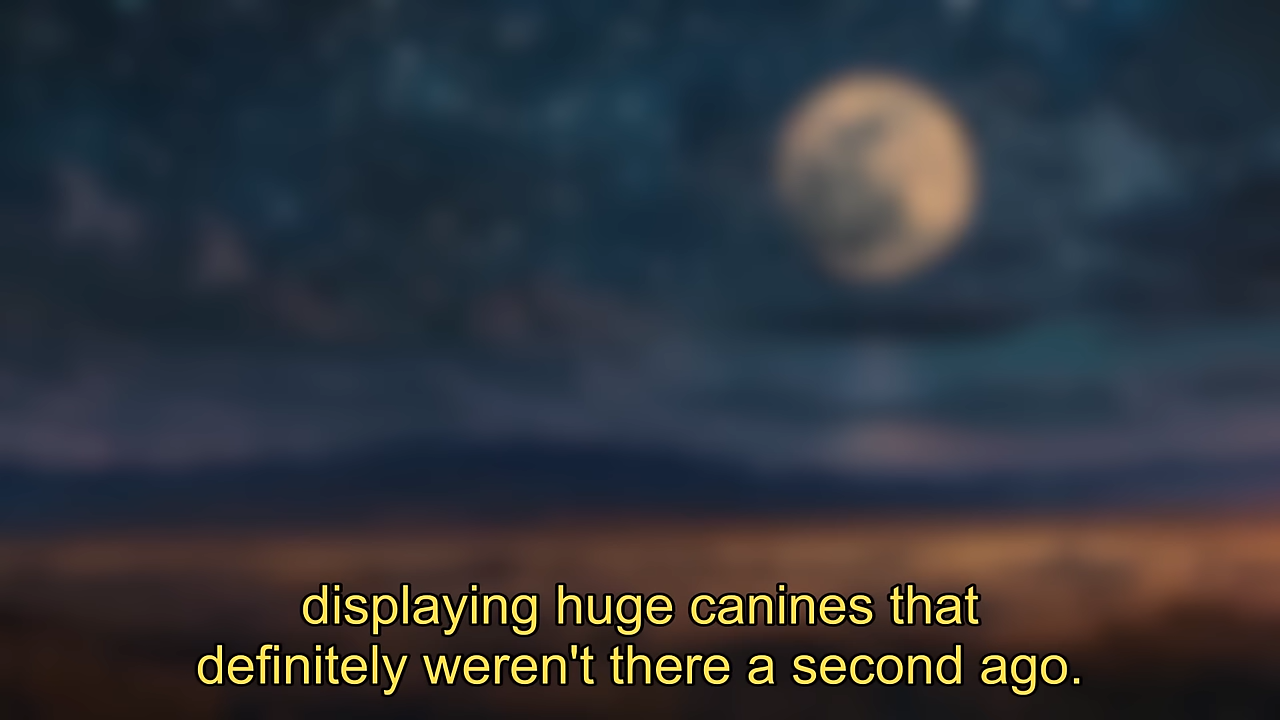 displaying huge canines that
definitely weren't there a second ago.